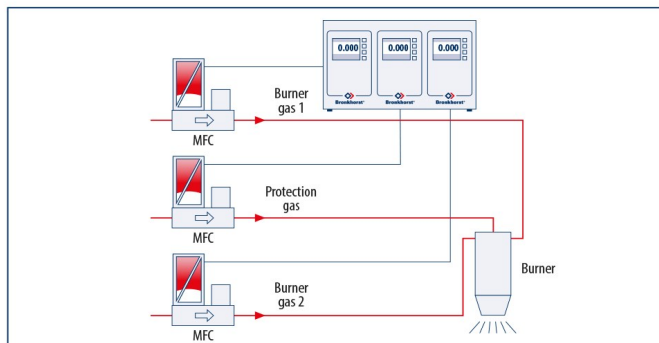 0.000 0.000 0.000
Bronkhorst® Bronkhorst® Bronkhorst®
Burner
gas 1
MFC
Protection
gas
MFC
Burner
gas 2
MFC
Burner